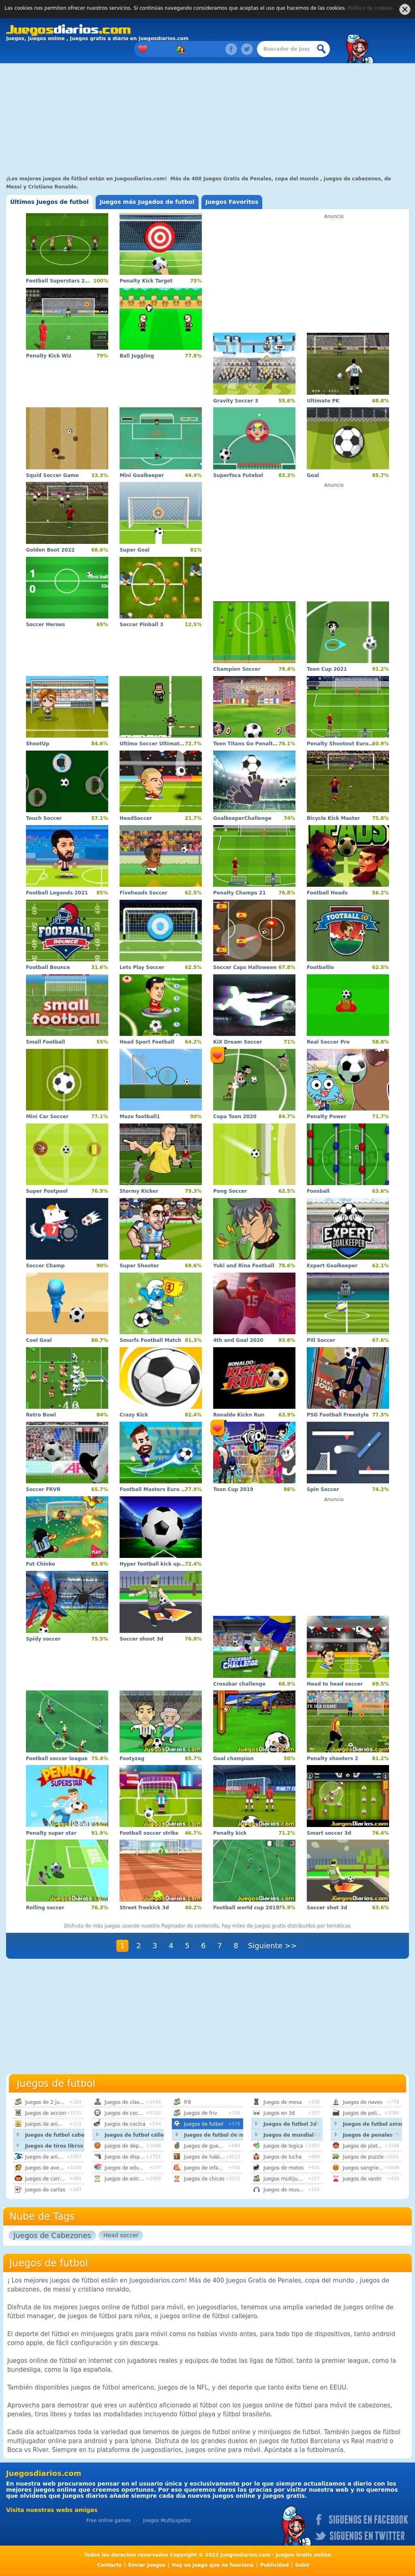 Las cookies nos permiten ofrecer nuestros servicios. Si continúas navegando consideramos que aceptas el uso que hacemos de las cookies. Política de cookies
Juegosdiarios.com
Juegos, Juegos online , Juegos gratis a diario en Juegosdiarios.com
Buscador de Jueg
¡Los mejores juegos de fútbol están en Juegosdiarios.com! Más de 400 Juegos Gratis de Penales, copa del mundo , juegos de cabezones, de
Messi y Cristiano Ronaldo.
Últimos Juegos de futbol
Juegos más Jugados de futbol
Juegos Favoritos
Anuncio
Football Superstars 2... 100%
Penalty Kick Target 75%
Penalty Kick Wiz 79%
Ball Juggling 77.8%
Gravity Soccer 3 55.6%
Ultimate PK 68.8%
Squid Soccer Game 33.3%
Mini Goalkeeper 44.4%
Superfoca Futebol 83.3%
Goal 85.7%
Anuncio
Golden Boot 2022 68.6%
Super Goal 81%
Soccer Heroes 65%
Soccer Pinball 3 12.5%
Champion Soccer 78.4%
Toon Cup 2021 91.2%
ShootUp 84.6%
Ultimo Soccer Ultimat... 72.7%
Teen Titans Go Penalt... 76.1%
Penalty Shootout Euro... 80.9%
Touch Soccer 57.1%
HeadSoccer 21.7%
GoalkeeperChallenge 74%
Bicycle Kick Master 75.8%
HEADS
Football Legends 2021 85%
Fiveheads Soccer 62.5%
Penalty Champs 21 76.8%
Football Heads 56.2%
FOOTBALL
BOUNCE
FOOTBALL IO
Football Bounce 31.6%
Lets Play Soccer 62.5%
Soccer Caps Halloween 67.8%
Footballio 62.5%
small
football
Small Football 55%
Head Sport Football 64.2%
KiX Dream Soccer 71%
Real Soccer Pro 58.8%
Mini Car Soccer 77.1%
Maze football1 90%
Copa Toon 2020 84.7%
Penalty Power 71.7%
Super Footpool 76.9%
Stormy Kicker 79.3%
Pong Soccer 62.5%
Foosball 63.6%
EXPERT
GOALKEEPER
Soccer Champ 90%
Super Shooter 68.6%
Yuki and Rina Football 78.6%
Expert Goalkeeper 62.1%
Cool Goal 80.7%
Smurfs Football Match 81.3%
4th and Goal 2020 93.6%
Pill Soccer 67.6%
RONALDO:
KICK'N'
RUN
Retro Bowl 84%
Crazy Kick 82.4%
Ronaldo Kickn Run 63.9%
PSG Football Freestyle 77.5%
TOON
CUP
Soccer FRVR 65.7%
Football Masters Euro ... 77.9%
Toon Cup 2019 86%
Spin Soccer 74.2%
Anuncio
Fut Chinko 83.9%
Hyper football kick up... 72.4%
Spidy soccer 75.5%
Soccer shoot 3d 76.8%
CROSSBAR
CHALLENGE
Crossbar challenge 66.9%
Head to head soccer 69.5%
Football soccer league 75.4%
Footyzag 85.7%
Goal champion 50%
Penalty shooters 2 81.2%
PENALTY
SUPERSTAR
Penalty super star 91.9%
Football soccer strike 46.7%
Penalty kick 71.2%
Smart soccer 3d 76.4%
Rolling soccer 76.3%
Street freekick 3d 40.2%
Football world cup 2019 75.9%
Soccer shot 3d 63.6%
Disfruta de más juegos usando nuestro Paginador de contenido, hay miles de juegos gratis distribuidos por temáticas
1 2 3 4 5 6 7 8 Siguiente >>
Juegos de futbol
Juegos de 2 ju...
Juegos de clas...
fr8
Juegos de mesa
Juegos de naves
Juegos de accion
Juegos de coc...
Juegos de friv
Juegos en 3d
Juegos de peli...
Juegos de ani...
Juegos de cocina
Juegos de futbol
Juegos de futbol 3d
Juegos de futbol amer
Juegos de futbol cabe
Juegos de futbol calle
Juegos de futbol de m
Juegos de mundial
Juegos de penales
Juegos de tiros libres
Juegos de dep...
Juegos de gue...
Juegos de logica
Juegos de plat...
Juegos de ani...
Juegos de disp...
Juegos de habi...
Juegos de lucha
Juegos de puzzle
Juegos de ave...
Juegos de edu...
Juegos de infa...
Juegos de motos
Juegos de sangrie...
Juegos de carr...
Juegos de estr...
Juegos de chicas
Juegos multiju...
Juegos de vestir
Juegos de cartas
Juegos de mus...
Nube de Tags
Juegos de Cabezones
Head soccer
Juegos de futbol
¡ Los mejores juegos de fútbol están en Juegosdiarios.com! Más de 400 Juegos Gratis de Penales, copa del mundo , juegos de
cabezones, de messi y cristiano ronaldo,
Disfruta de los mejores juegos online de futbol para móvil, en juegosdiarios, tenemos una amplia variedad de juegos online de
fútbol manager, de juegos de fútbol para niños, o juegos online de fútbol callejero.
El deporte del fútbol en minijuegos gratis para móvil como no habías vivido antes, para todo tipo de dispositivos, tanto android
como apple, de fácil configuración y sin descarga.
Juegos online de fútbol en internet con jugadores reales y equipos de todas las ligas de fútbol, tanto la premier league, como la
bundesliga, como la liga española.
También disponibles juegos de fútbol americano, juegos de la NFL, y del deporte que tanto éxito tiene en EEUU.
Aprovecha para demostrar que eres un auténtico aficionado al fútbol con los juegos online de fútbol para móvil de cabezones,
penales, tiros libres y todas las modalidades incluyendo fútbol playa y fútbol brasileño.
Cada día actualizamos toda la variedad que tenemos de juegos de futbol online y minijuegos de futbol. También juegos de fútbol
multijugador online para android y para Iphone. Disfruta de los grandes duelos en juegos de futbol Barcelona vs Real madrid o
Boca vs River. Siempre en tu plataforma de juegosdiarios, juegos online para móvil. Apúntate a la futbolmanía.
Juegosdiarios.com
En nuestra web procuramos pensar en el usuario única y exclusivamente por lo que siempre actualizamos a diario con los
mejores juegos online que creemos oportunos. Por eso queremos daros las gracias por visitar nuestra web y no queremos
que olvideos que Juegos diarios añade siempre cada día nuevos juegos online y juegos gratis.
Visita nuestras webs amigas
Free online games - Juegos Multijugador
SIGUENOS EN FACEBOOK
SIGUENOS EN TWITTER
Todos los derechos reservados Copyright © 2022 Juegosdiarios.com - Juegos Gratis online
Contacto | Enviar Juegos | Hay un juego que no funciona | Publicidad | Subir